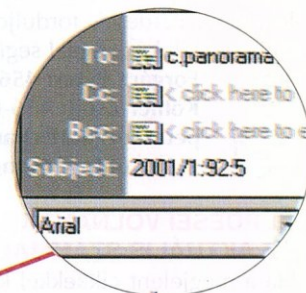 To: c.panorama
Cc: < click here to
Bcc: < click here to e
Subject: 2001/1:92:5
Arial